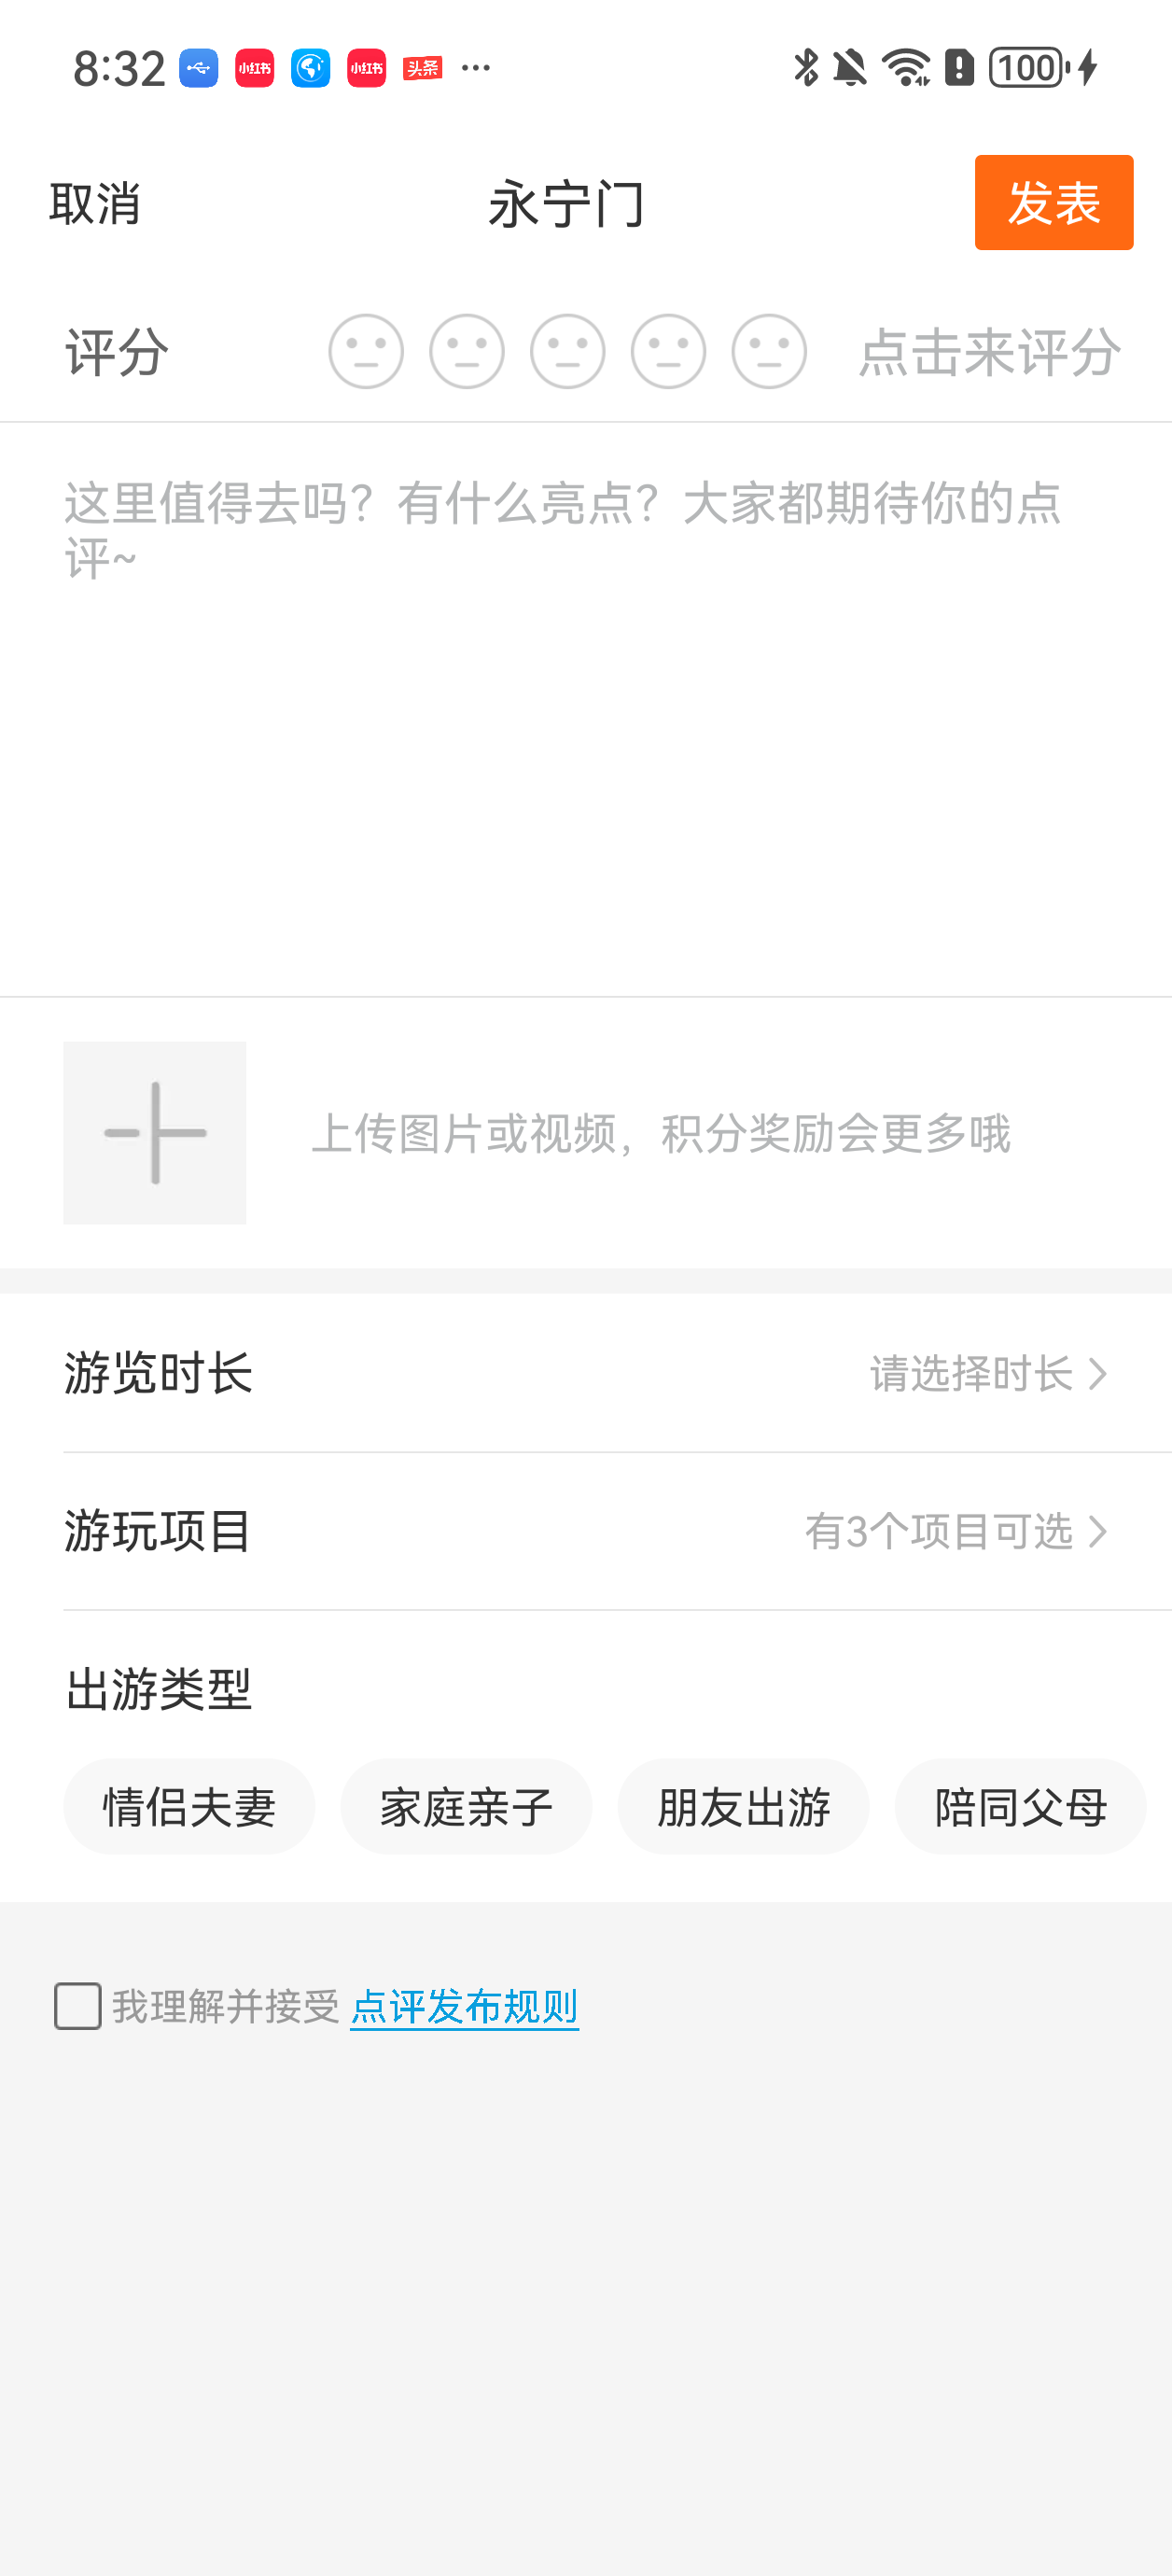 8:32 小红书 小红书 头条 ... 100
取消 永宁门 发表
评分 点击来评分
这里值得去吗？有什么亮点？大家都期待你的点
评~
上传图片或视频，积分奖励会更多哦
游览时长 请选择时长
游玩项目 有3个项目可选
出游类型
情侣夫妻 家庭亲子 朋友出游 陪同父母
我理解并接受 点评发布规则